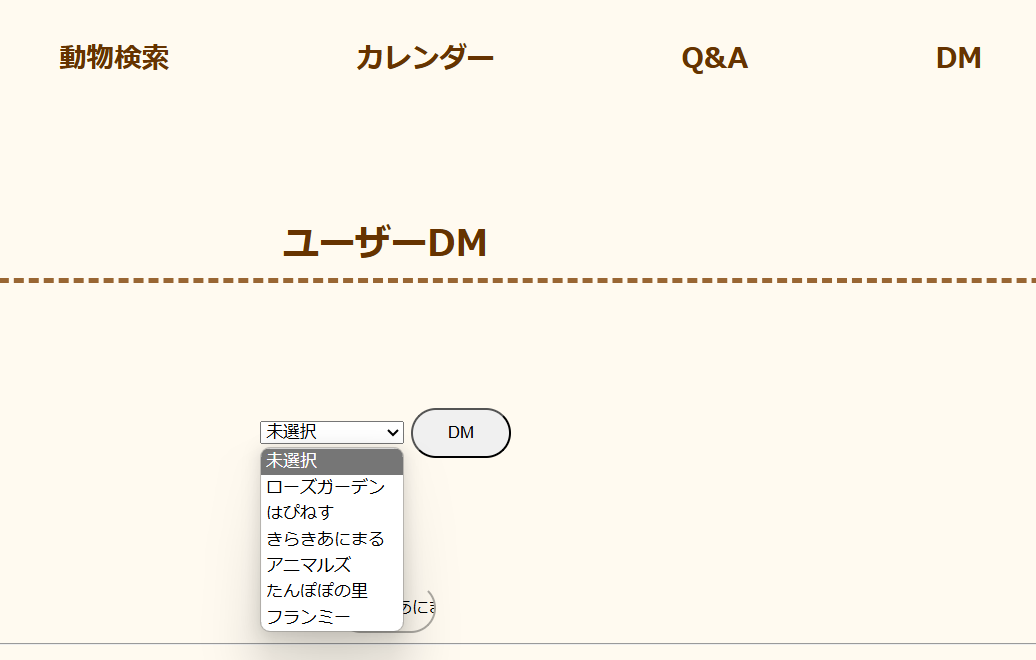 動物検索 カレンダー Q&A DM
ユーザーDM
未選択 DM
未選択
ローズガーデン
はぴねす
きらきあにまる
アニマルズ
たんぽぽの里
フランミー